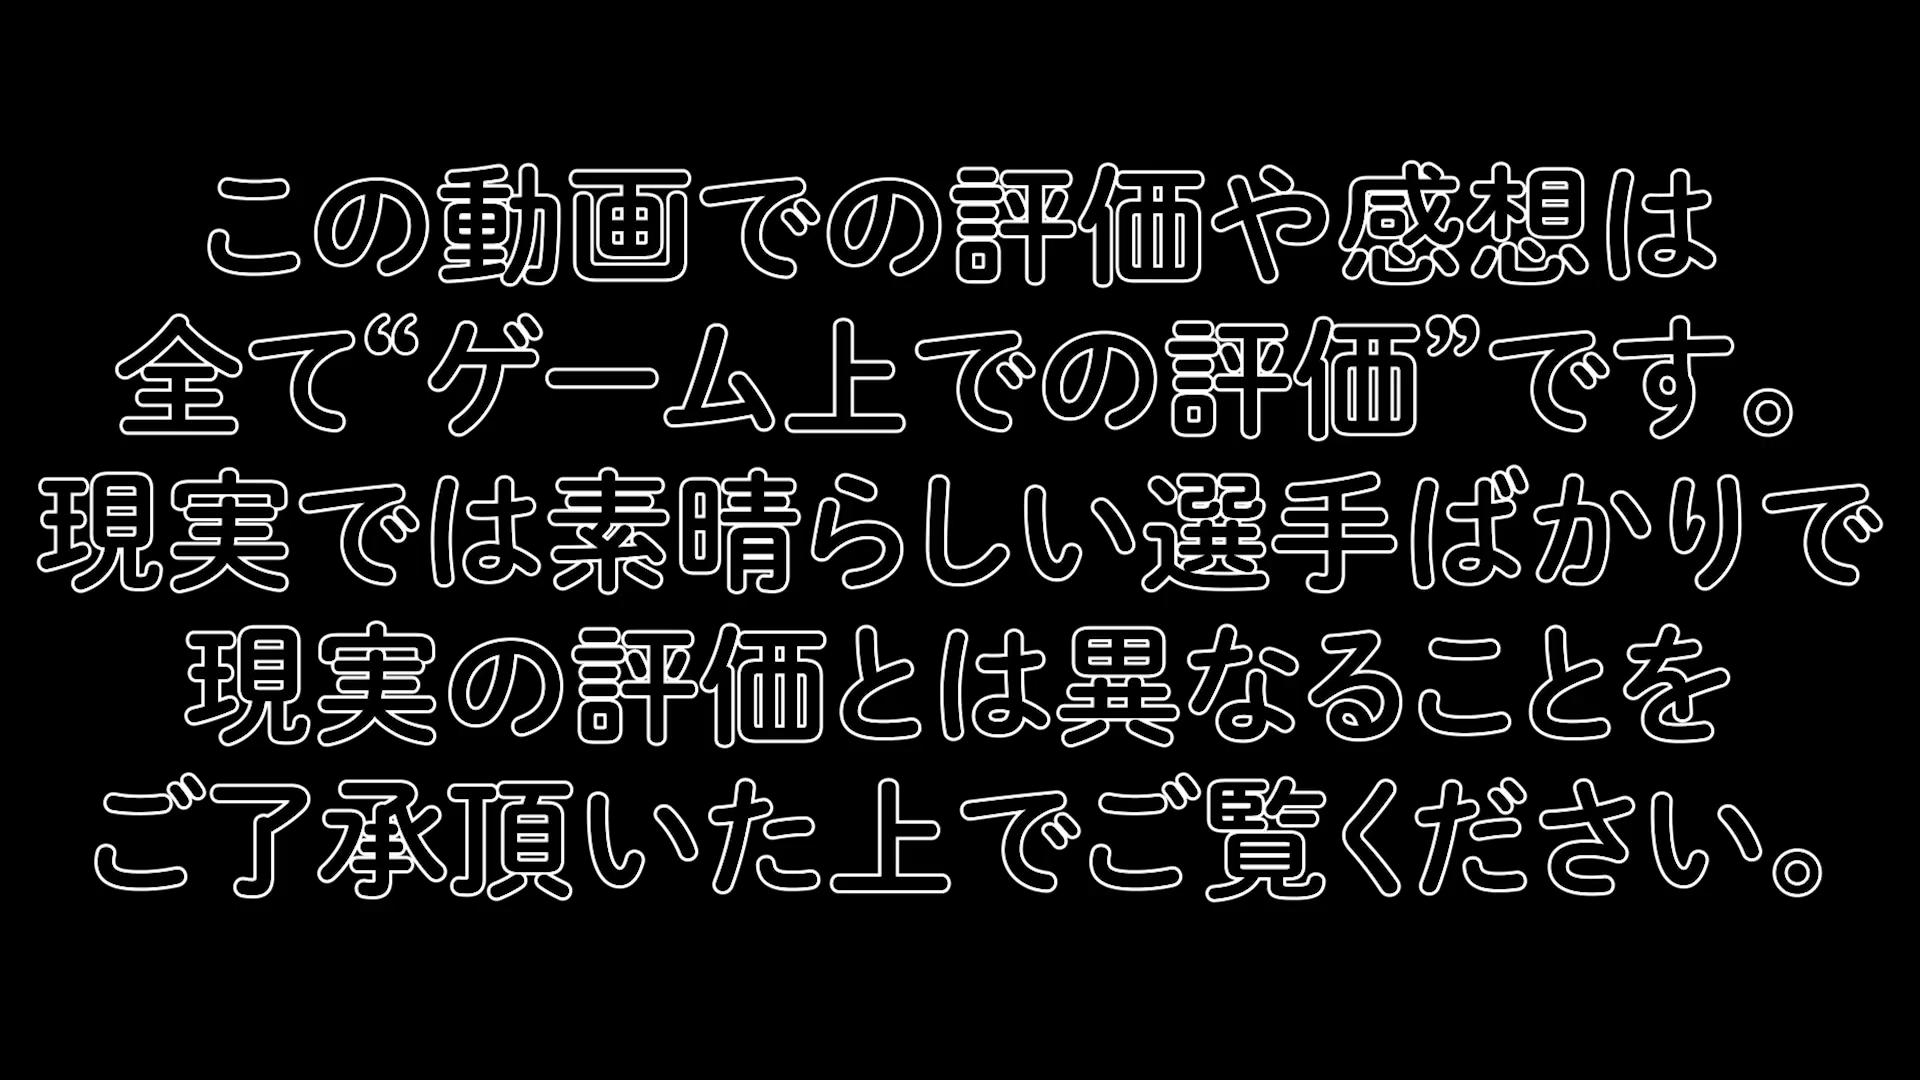 この動画での評価や感想は
全て“ゲーム上での評価”です。
現実では素晴らしい選手ばかりで
現実の評価とは異なることを
ご了承頂いた上でご覧ください。